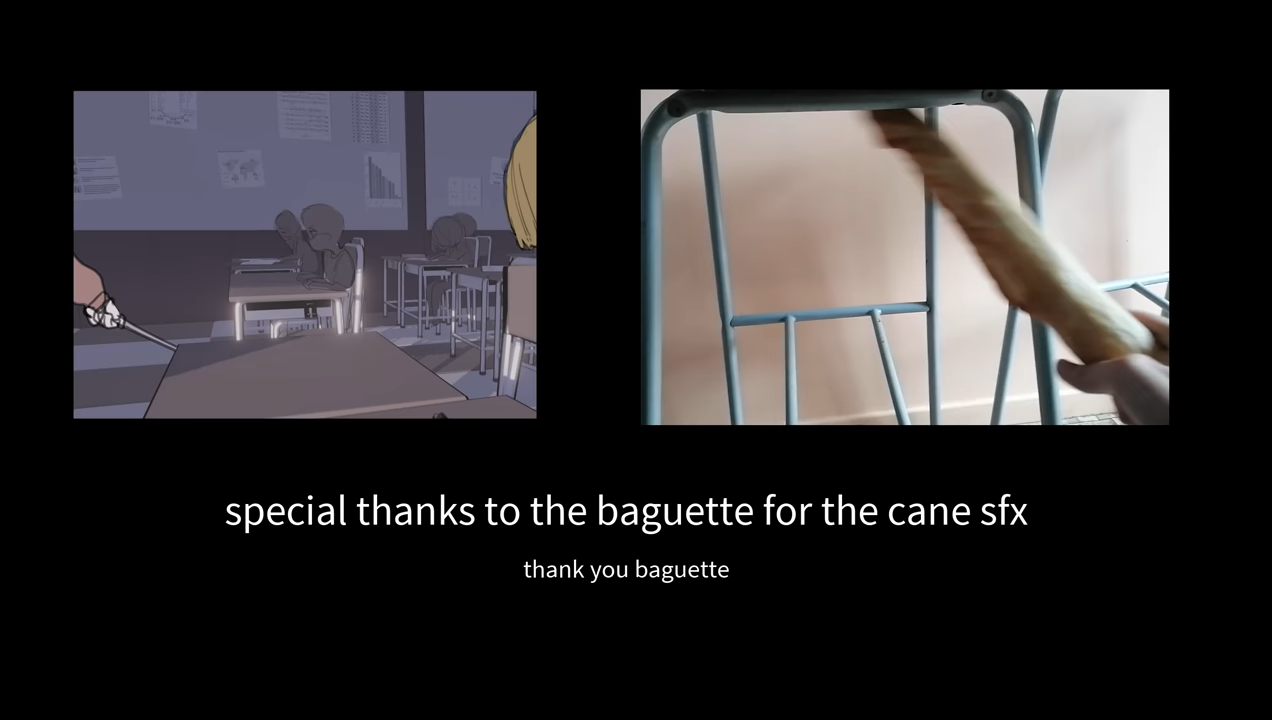 special thanks to the baguette for the cane sfx
thank you baguette